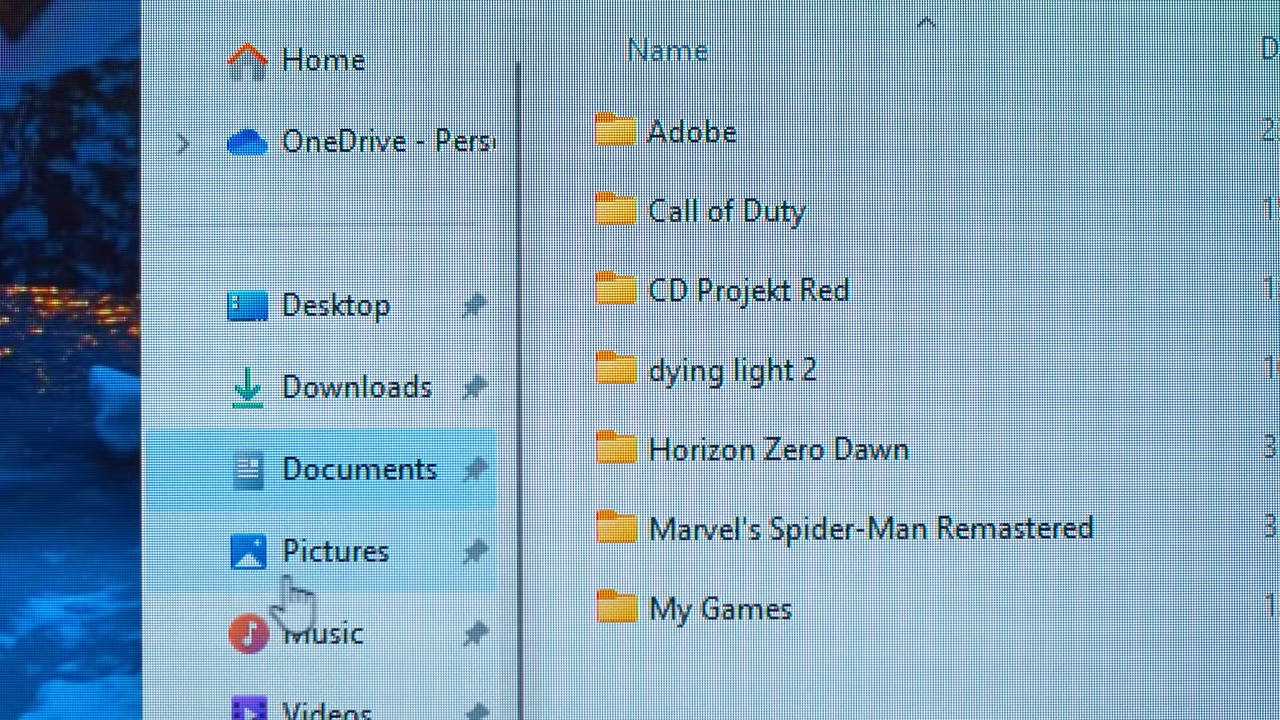 Home
OneDrive - Pers
Desktop
Downloads
Documents
Pictures
Music
Videos
Name
Adobe
Call of Duty
CD Projekt Red
dying light 2
Horizon Zero Dawn
Marvel's Spider-Man Remastered
My Games